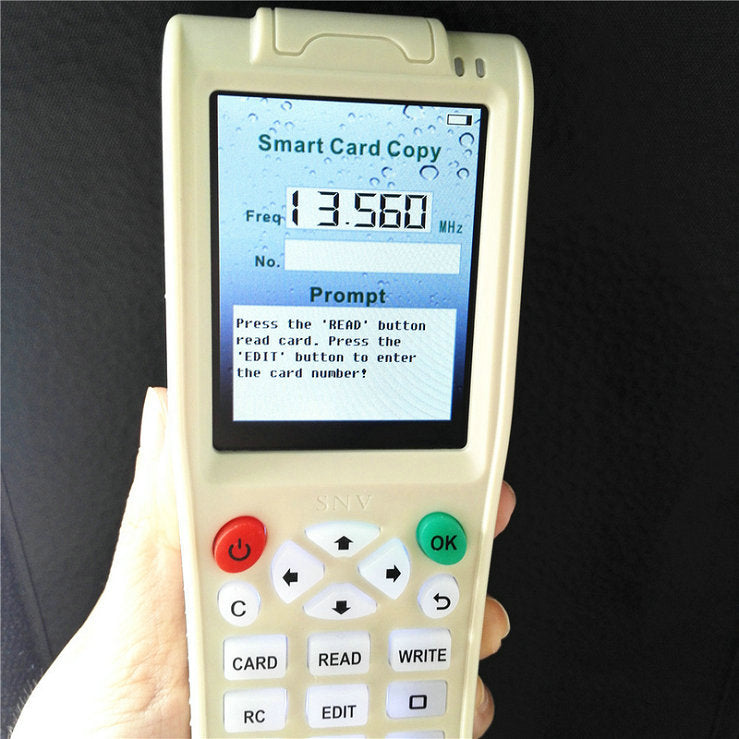 Smart Card Copy
Freq 13.560 MHz
No.
Prompt
Press the 'READ' button
read card. Press the
'EDIT' button to enter
the card number!
SNV
OK
C
CARD READ WRITE
RC EDIT